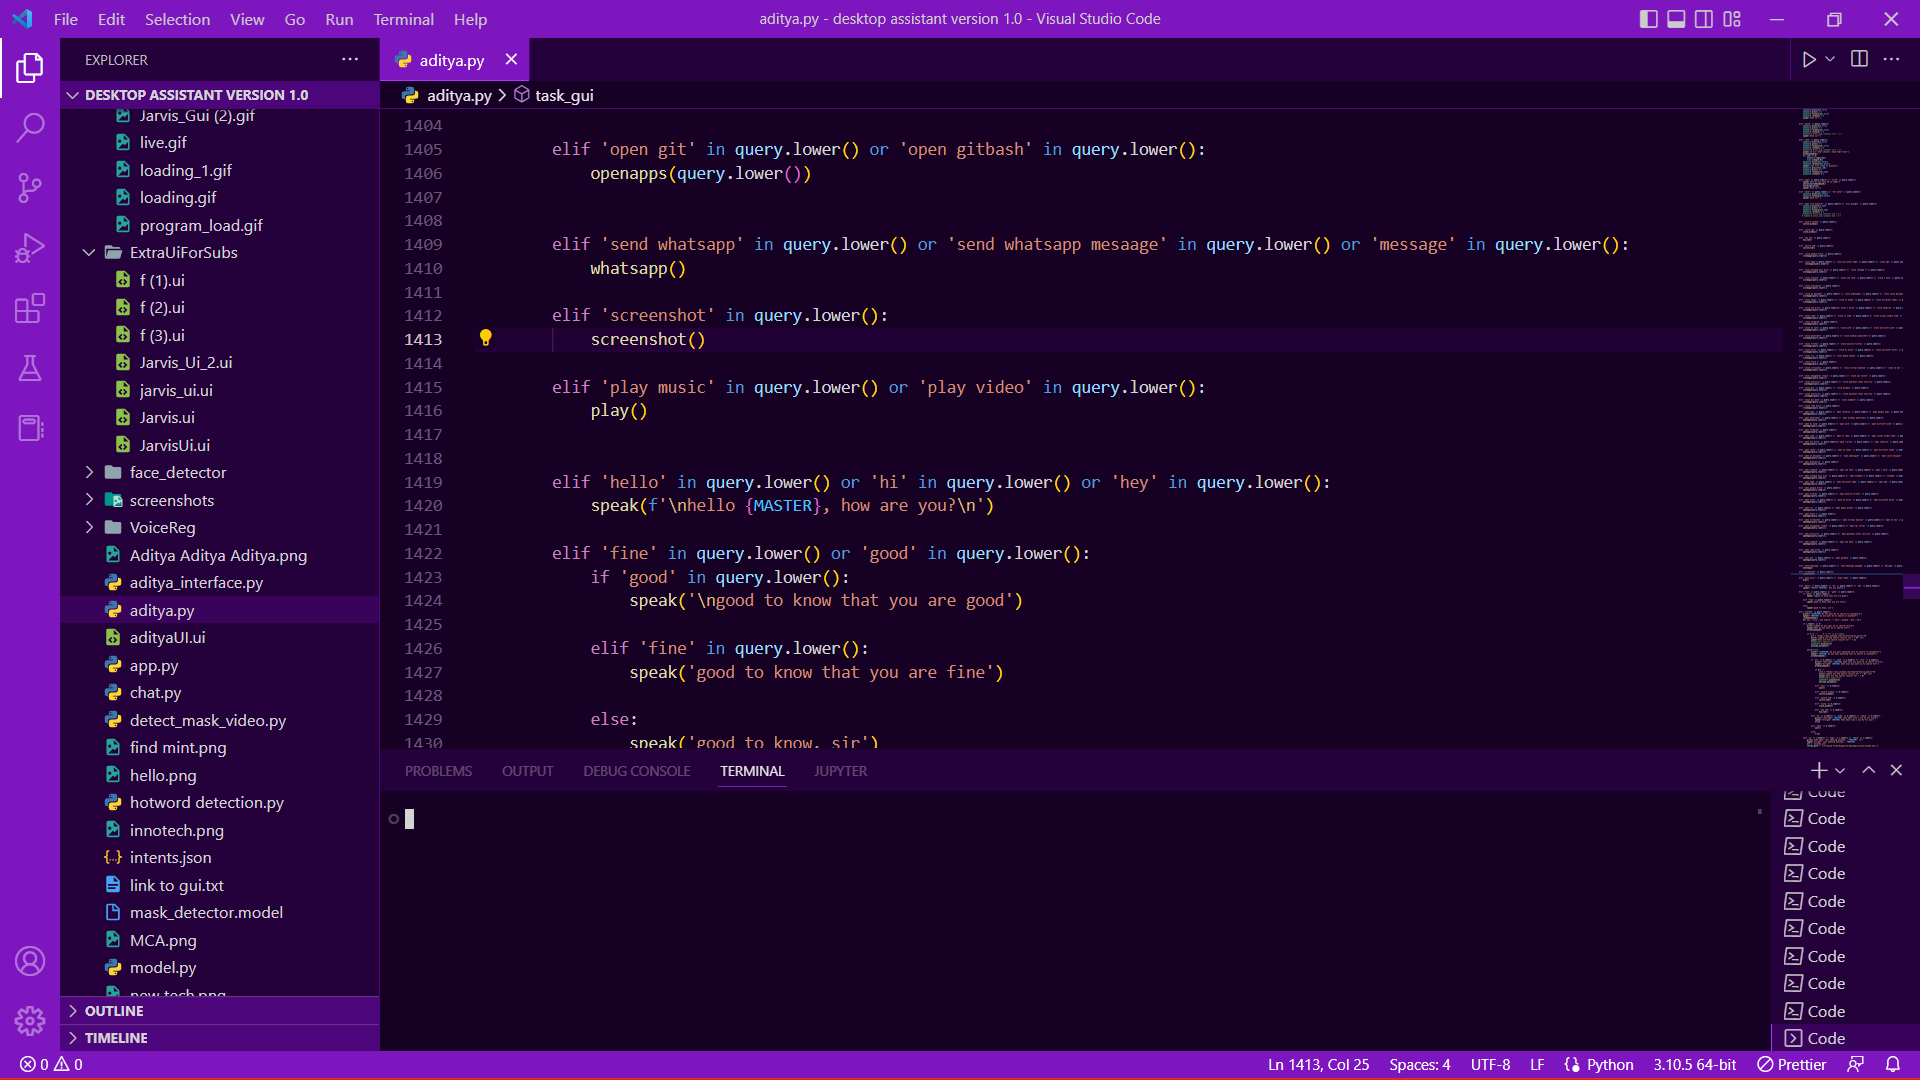 File Edit Selection View Go Run Terminal Help
aditya.py - desktop assistant version 1.0 - Visual Studio Code
EXPLORER
DESKTOP ASSISTANT VERSION 1.0
Jarvis_Gui (2).gif
live.gif
loading_1.gif
loading.gif
program_load.gif
ExtraUiForSubs
f (1).ui
f (2).ui
f (3).ui
Jarvis_Ui_2.ui
jarvis_ui.ui
Jarvis.ui
JarvisUi.ui
face_detector
screenshots
VoiceReg
Aditya Aditya Aditya.png
aditya_interface.py
aditya.py
adityaUI.ui
app.py
chat.py
detect_mask_video.py
find mint.png
hello.png
hotword detection.py
innotech.png
intents.json
link to gui.txt
mask_detector.model
MCA.png
model.py
new tech.png
OUTLINE
TIMELINE
aditya.py
aditya.py > task_gui
1404
1405 elif 'open git' in query.lower() or 'open gitbash' in query.lower():
1406 openapps(query.lower())
1407
1408
1409 elif 'send whatsapp' in query.lower() or 'send whatsapp mesaage' in query.lower() or 'message' in query.lower():
1410 whatsapp()
1411
1412 elif 'screenshot' in query.lower():
1413 screenshot()
1414
1415 elif 'play music' in query.lower() or 'play video' in query.lower():
1416 play()
1417
1418
1419 elif 'hello' in query.lower() or 'hi' in query.lower() or 'hey' in query.lower():
1420 speak(f'\nhello {MASTER}, how are you?\n')
1421
1422 elif 'fine' in query.lower() or 'good' in query.lower():
1423 if 'good' in query.lower():
1424 speak('\ngood to know that you are good')
1425
1426 elif 'fine' in query.lower():
1427 speak('good to know that you are fine')
1428
1429 else:
1430 speak('good to know, sir')
PROBLEMS OUTPUT DEBUG CONSOLE TERMINAL JUPYTER
Code
Code
Code
Code
Code
Code
Code
Code
Code
Code
0 0
Ln 1413, Col 25 Spaces: 4 UTF-8 LF Python 3.10.5 64-bit Prettier